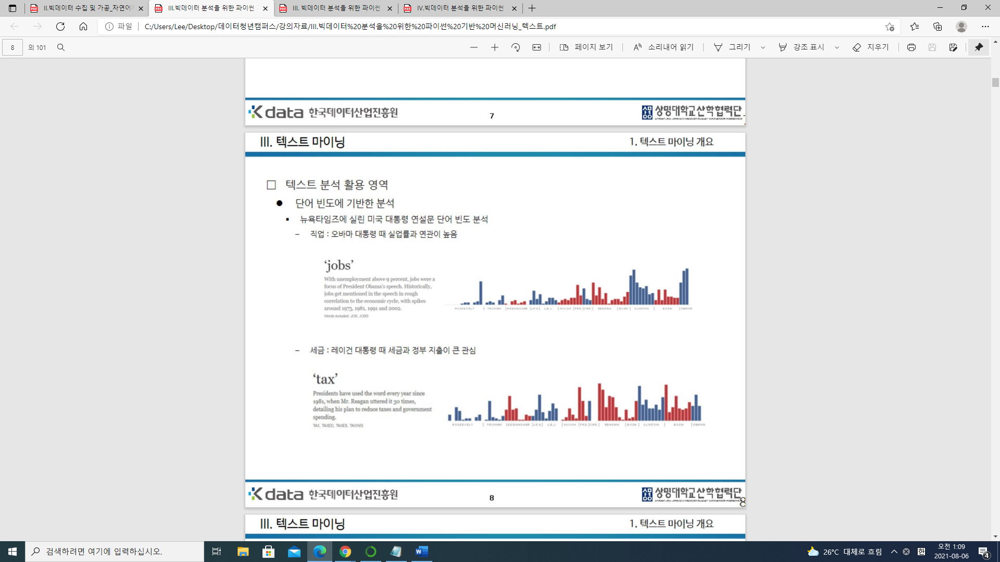 II.빅데이터 수집 및 가공_자연어
III.빅데이터 분석을 위한 파이썬
III. 빅데이터 분석을 위한 파이썬
IV.빅데이터 분석을 위한 파이썬
파일
C:/Users/Lee/Desktop/데이터청년캠퍼스/강의자료/III.빅데이터%20분석을%20위한%20파이썬%20기반%20머신러닝_텍스트.pdf
8 의 101
페이지 보기
소리내어 읽기
그리기
강조 표시
지우기
K data 한국데이터산업진흥원
7
상명대학교산학협력단
III. 텍스트 마이닝
1. 텍스트 마이닝 개요
□ 텍스트 분석 활용 영역
● 단어 빈도에 기반한 분석
▪ 뉴욕타임즈에 실린 미국 대통령 연설문 단어 빈도 분석
– 직업 : 오바마 대통령 때 실업률과 연관이 높음
‘jobs’
With unemployment above 9 percent, jobs were a
focus of President Obama's speech. Historically,
jobs get mentioned in the speech in rough
correlation to the economic cycle, with spikes
around 1975, 1981, 1991 and 2002.
Words included: JOB, JOBS
ROOSEVELT | TRUMAN |EISENHOWER |J.F.K.| L.B.J. |NIXON |FRD.|CAR.| REAGAN |BUSH | CLINTON | BUSH |OBAMA
– 세금 : 레이건 대통령 때 세금과 정부 지출이 큰 관심
‘tax’
Presidents have used the word every year since
1981, when Mr. Reagan uttered it 30 times,
detailing his plan to reduce taxes and government
spending.
TAX, TAXED, TAXES, TAXING
ROOSEVELT | TRUMAN |EISENHOWER |J.F.K.| L.B.J. |NIXON |FRD.|CAR.| REAGAN |BUSH | CLINTON | BUSH |OBAMA
K data 한국데이터산업진흥원
8
상명대학교산학협력단
8
III. 텍스트 마이닝
1. 텍스트 마이닝 개요
검색하려면 여기에 입력하십시오.
26°C 대체로 흐림
한
오전 1:09
2021-08-06
4